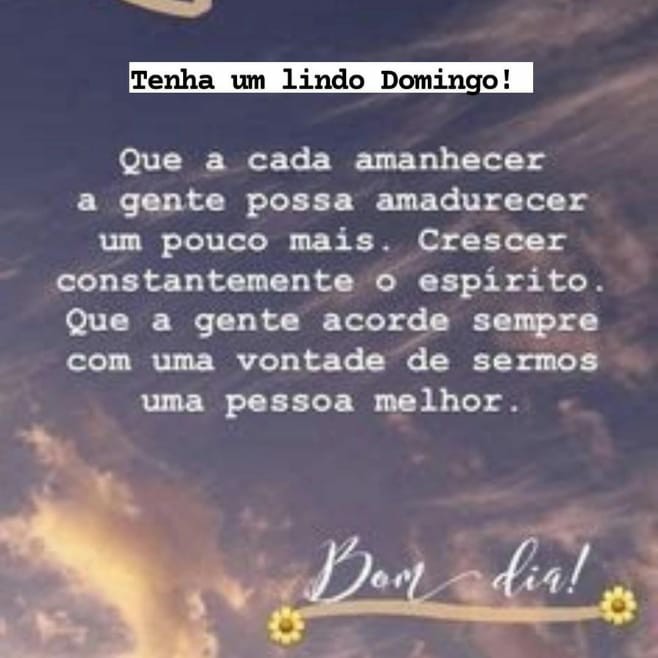 Tenha um lindo Domingo!
Que a cada amanhecer
a gente possa amadurecer
um pouco mais. Crescer
constantemente o espírito.
Que a gente acorde sempre
com uma vontade de sermos
uma pessoa melhor.
Bom dia!